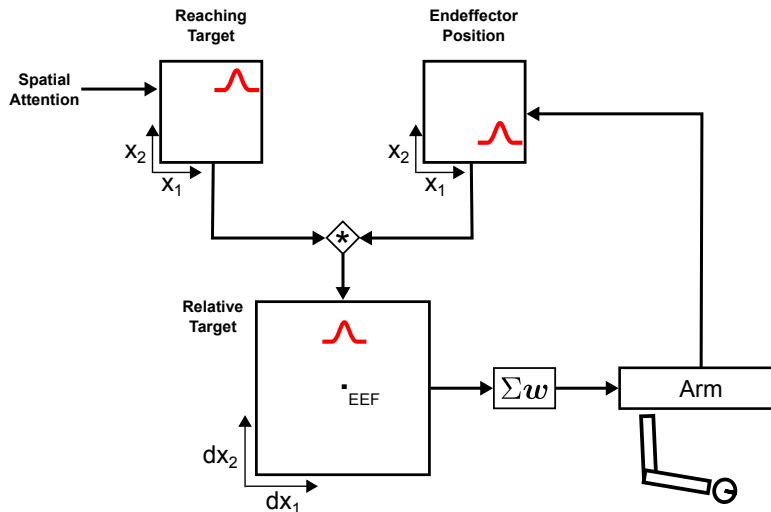 Reaching
Target
Endeffector
Position
Spatial
Attention
x₂
x₁
x₂
x₁
*
Relative
Target
EEF
Σw
Arm
dx₂
dx₁